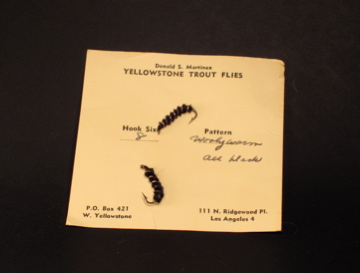 Donald S. Martinez
YELLOWSTONE TROUT FLIES
Hook Size Pattern
8 Woolyworm
All black
P.O. Box 421 111 N. Ridgewood Pl.
W. Yellowstone Los Angeles 4